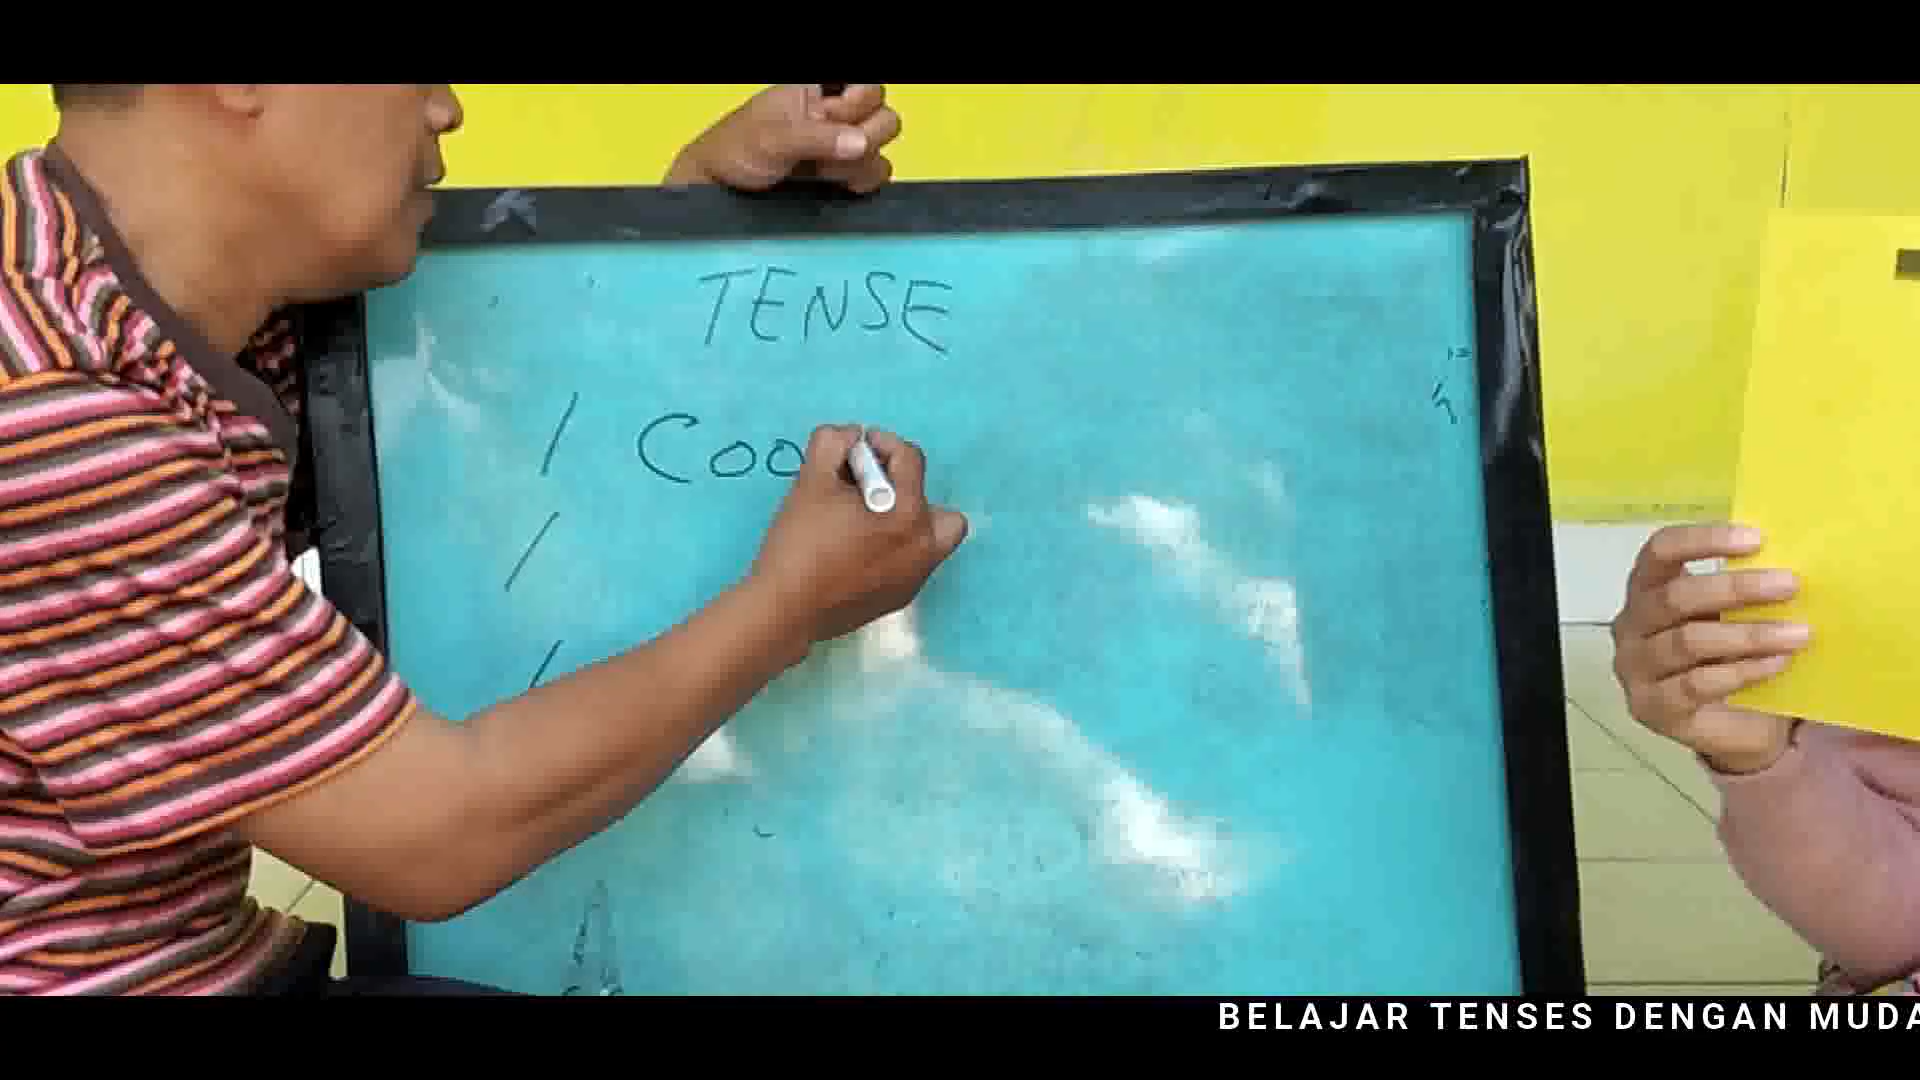 TENSE
/ Coo
/
/
BELAJAR TENSES DENGAN MUDA